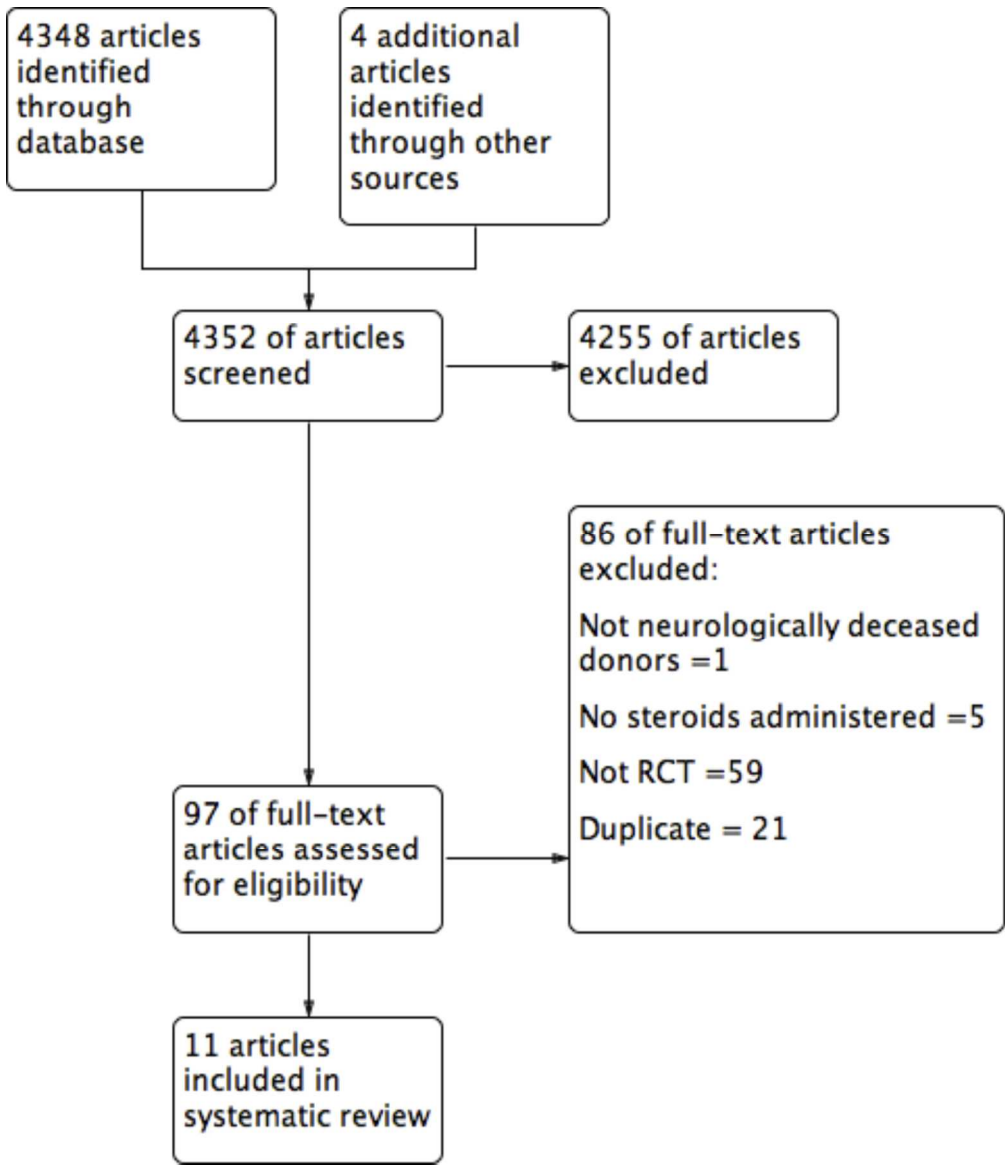 4348 articles
identified
through
database
4 additional
articles
identified
through other
sources
4352 of articles
screened
4255 of articles
excluded
86 of full-text articles
excluded:
Not neurologically deceased
donors =1
No steroids administered =5
Not RCT =59
Duplicate = 21
97 of full-text
articles assessed
for eligibility
11 articles
included in
systematic review